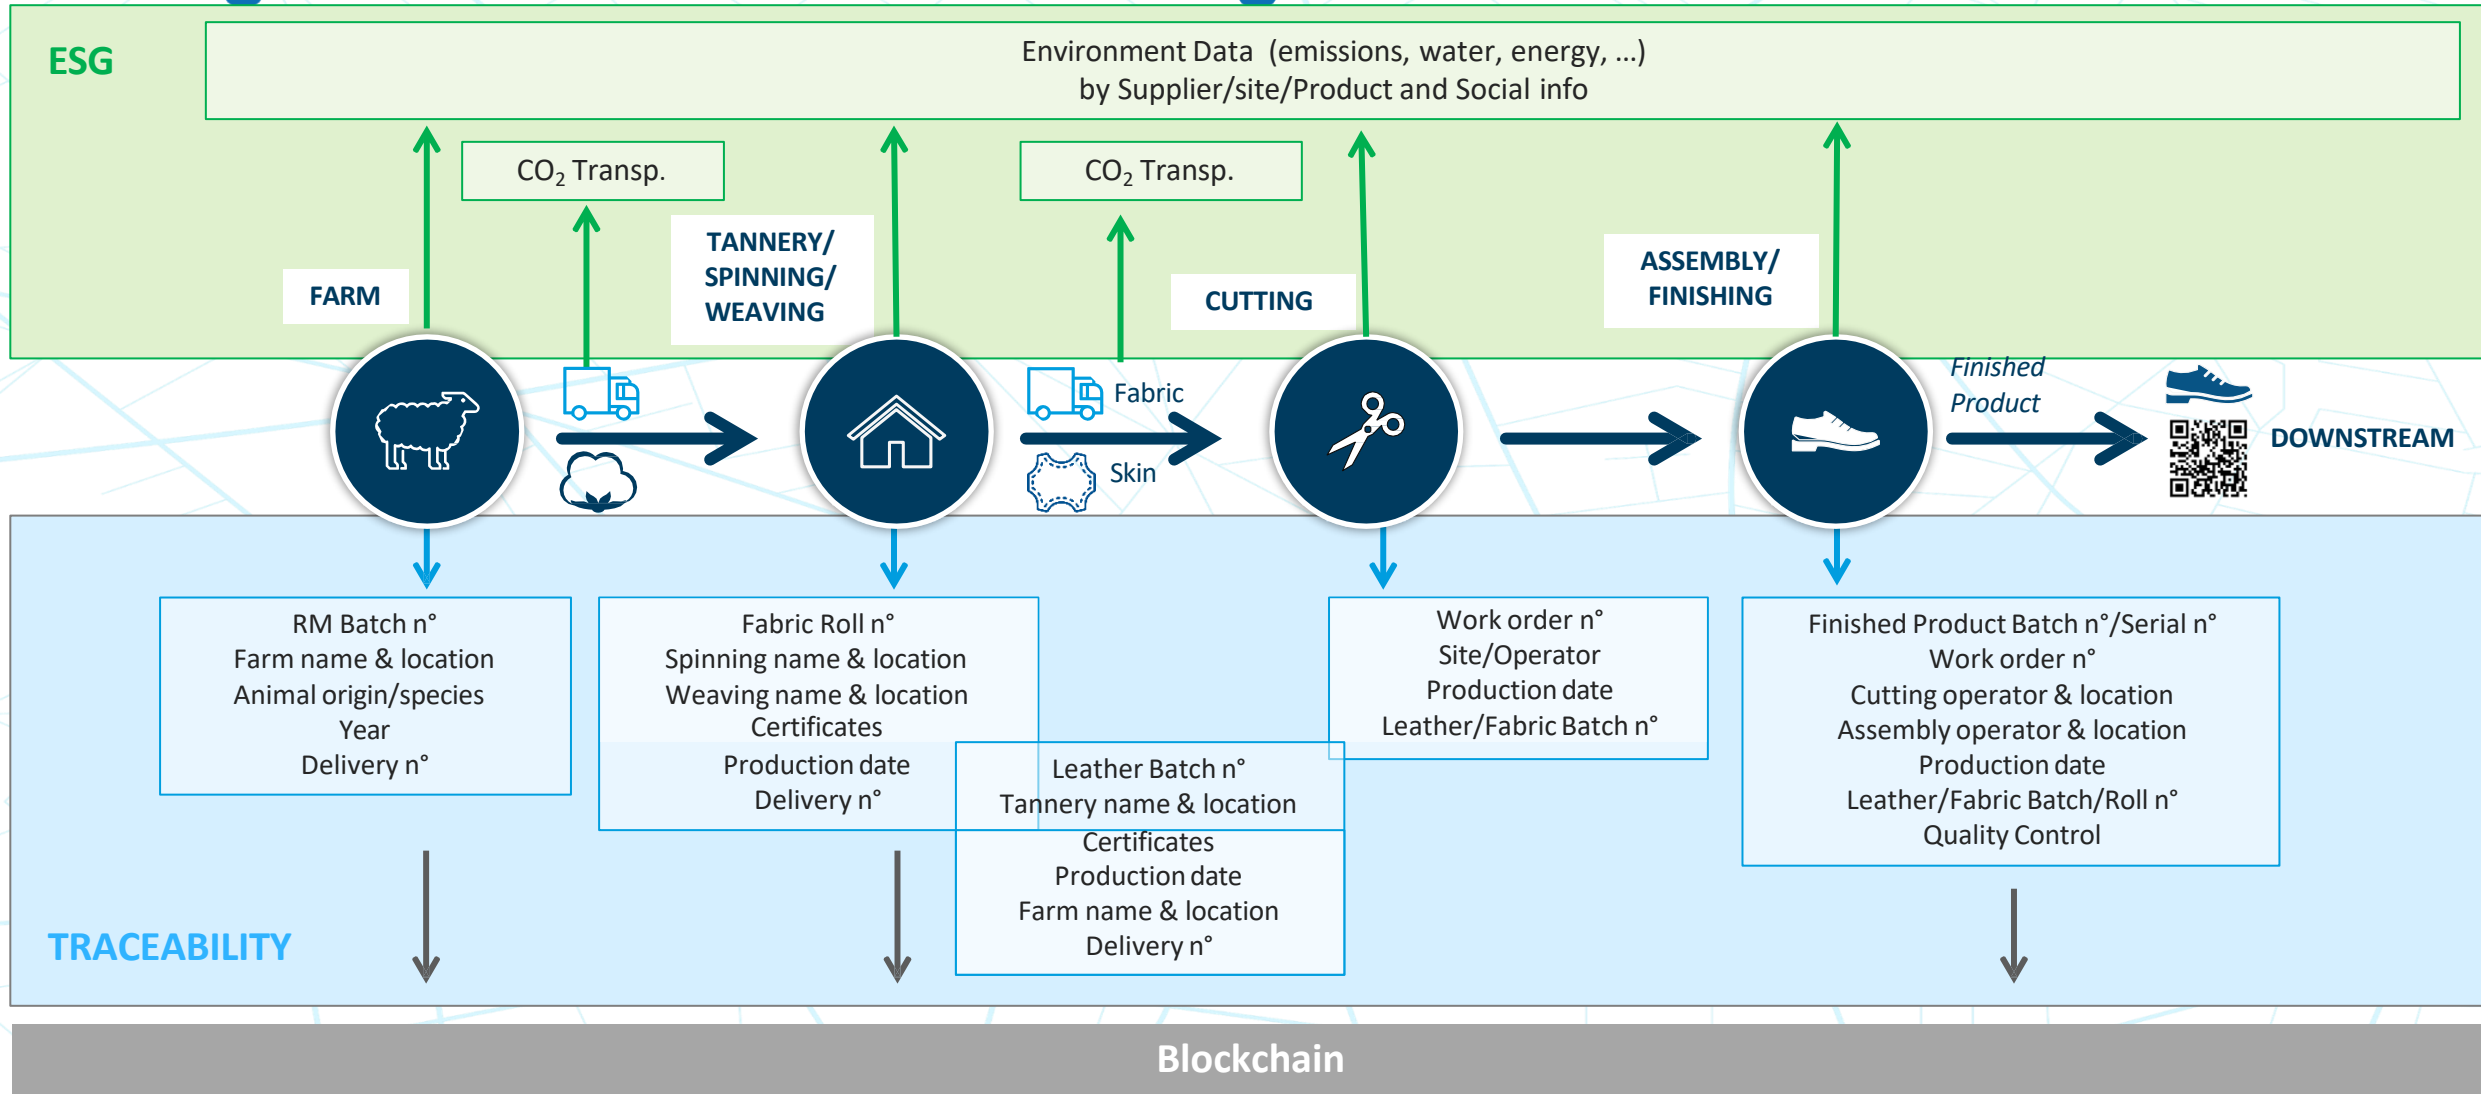 ESG
Environment Data (emissions, water, energy, ...)
by Supplier/site/Product and Social info
CO₂ Transp.
CO₂ Transp.
FARM
TANNERY/
SPINNING/
WEAVING
CUTTING
ASSEMBLY/
FINISHING
Fabric
Skin
Finished
Product
DOWNSTREAM
RM Batch n°
Farm name & location
Animal origin/species
Year
Delivery n°
Fabric Roll n°
Spinning name & location
Weaving name & location
Certificates
Production date
Delivery n°
Leather Batch n°
Tannery name & location
Certificates
Production date
Farm name & location
Delivery n°
Work order n°
Site/Operator
Production date
Leather/Fabric Batch n°
Finished Product Batch n°/Serial n°
Work order n°
Cutting operator & location
Assembly operator & location
Production date
Leather/Fabric Batch/Roll n°
Quality Control
TRACEABILITY
Blockchain